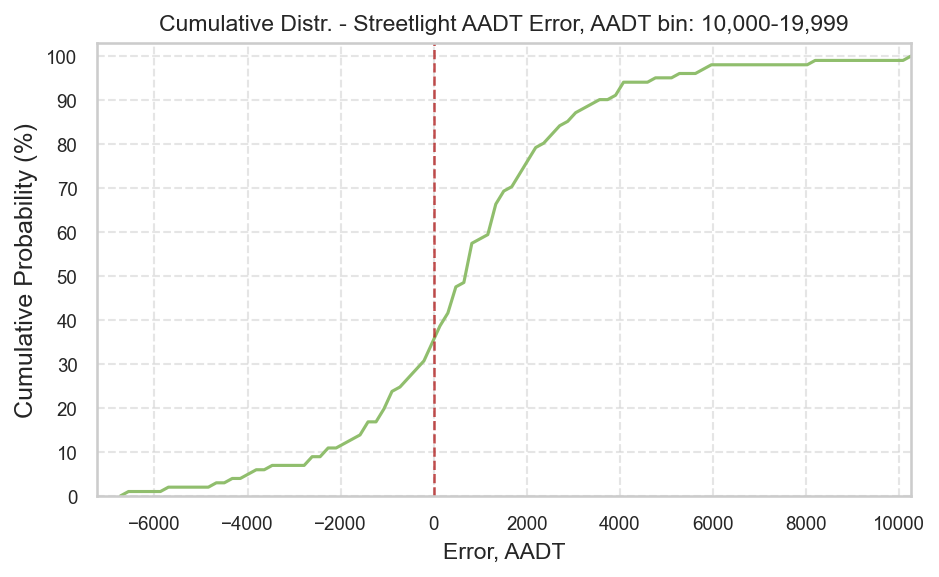 Cumulative Distr. - Streetlight AADT Error, AADT bin: 10,000-19,999
Cumulative Probability (%)
100
90
80
70
60
50
40
30
20
10
0
−6000 −4000 −2000 0 2000 4000 6000 8000 10000
Error, AADT